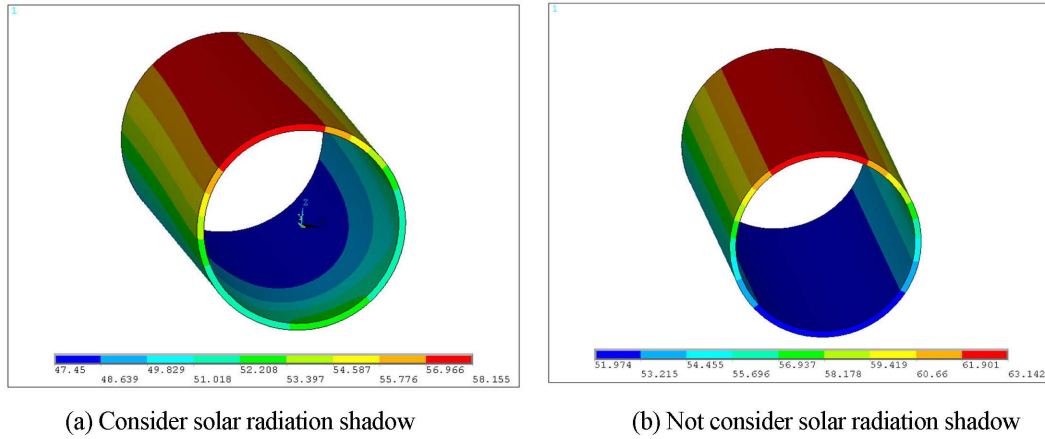 1
Z
47.45 49.829 52.208 54.587 56.966
48.639 51.018 53.397 55.776 58.155
(a) Consider solar radiation shadow
1
51.974 54.455 56.937 59.419 61.901
53.215 55.696 58.178 60.66 63.142
(b) Not consider solar radiation shadow